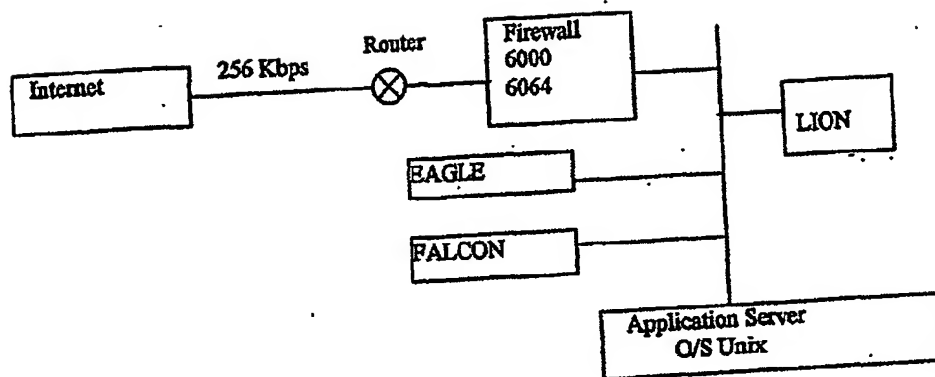 Internet
256 Kbps
Router
Firewall
6000
6064
LION
EAGLE
FALCON
Application Server
O/S Unix